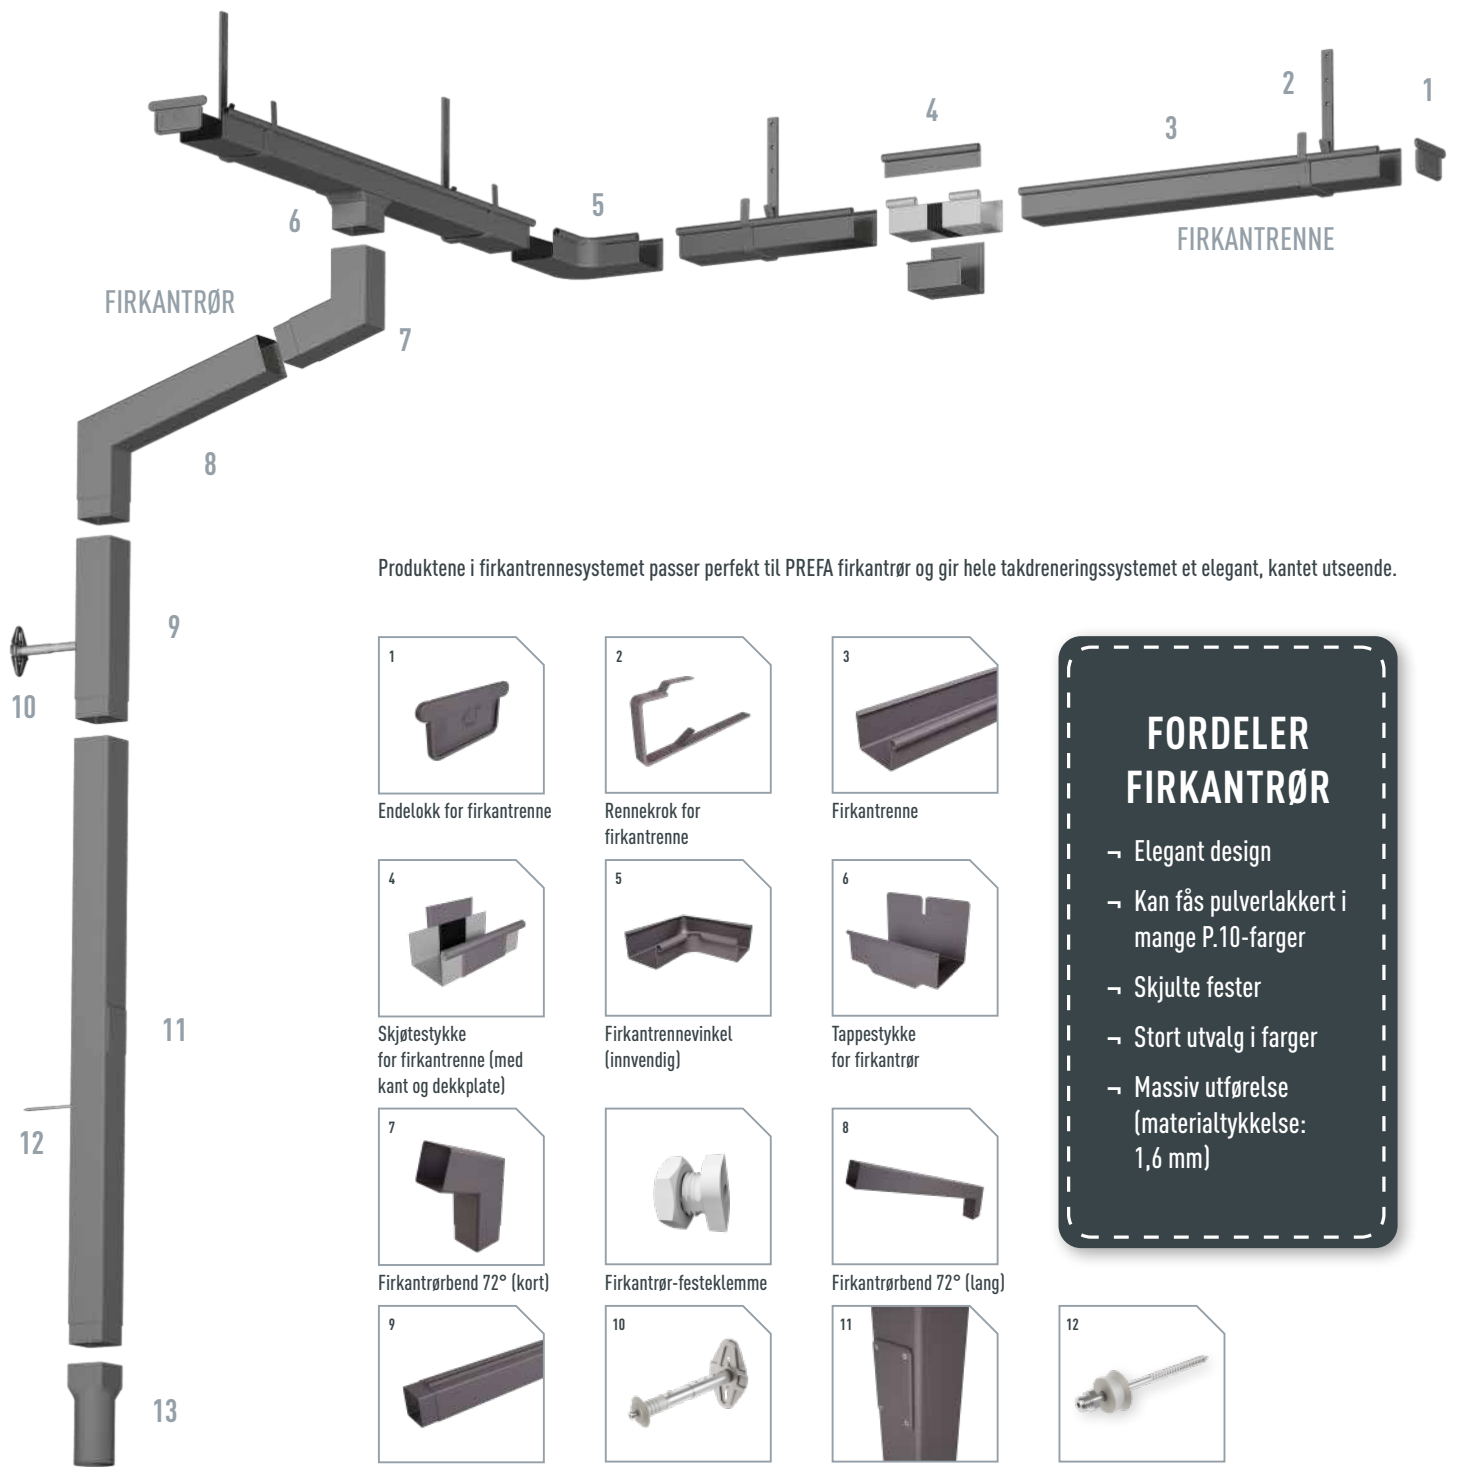 1
2
3
4
5
6
FIRKANTRENNE
FIRKANTRØR
7
8
9
10
11
12
13
Produktene i firkantrennesystemet passer perfekt til PREFA firkantrør og gir hele takdreneringssystemet et elegant, kantet utseende.
1
Endelokk for firkantrenne
2
Rennekrok for
firkantrenne
3
Firkantrenne
4
Skjøtestykke
for firkantrenne (med
kant og dekkplate)
5
Firkantrennevinkel
(innvendig)
6
Tappestykke
for firkantrør
7
Firkantrørbend 72° (kort)
Firkantrør-festeklemme
8
Firkantrørbend 72° (lang)
9
10
11
12
FORDELER
FIRKANTRØR
¬ Elegant design
¬ Kan fås pulverlakkert i
mange P.10-farger
¬ Skjulte fester
¬ Stort utvalg i farger
¬ Massiv utførelse
(materialtykkelse:
1,6 mm)